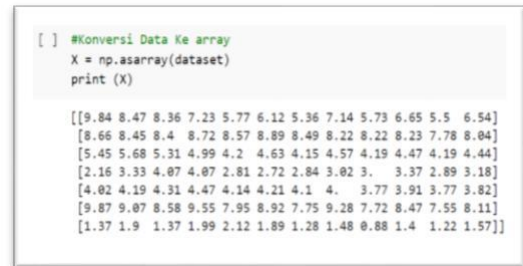 [ ] #Konversi Data Ke array
X = np.asarray(dataset)
print (X)
[[9.84 8.47 8.36 7.23 5.77 6.12 5.36 7.14 5.73 6.65 5.5 6.54]
[8.66 8.45 8.4 8.72 8.57 8.89 8.49 8.22 8.22 8.23 7.78 8.04]
[5.45 5.68 5.31 4.99 4.2 4.63 4.15 4.57 4.19 4.47 4.19 4.44]
[2.16 3.33 4.07 4.07 2.81 2.72 2.84 3.02 3. 3.37 2.89 3.18]
[4.02 4.19 4.31 4.47 4.14 4.21 4.1 4. 3.77 3.91 3.77 3.82]
[9.87 9.07 8.58 9.55 7.95 8.92 7.75 9.28 7.72 8.47 7.55 8.11]
[1.37 1.9 1.37 1.99 2.12 1.89 1.28 1.48 0.88 1.4 1.22 1.57]]